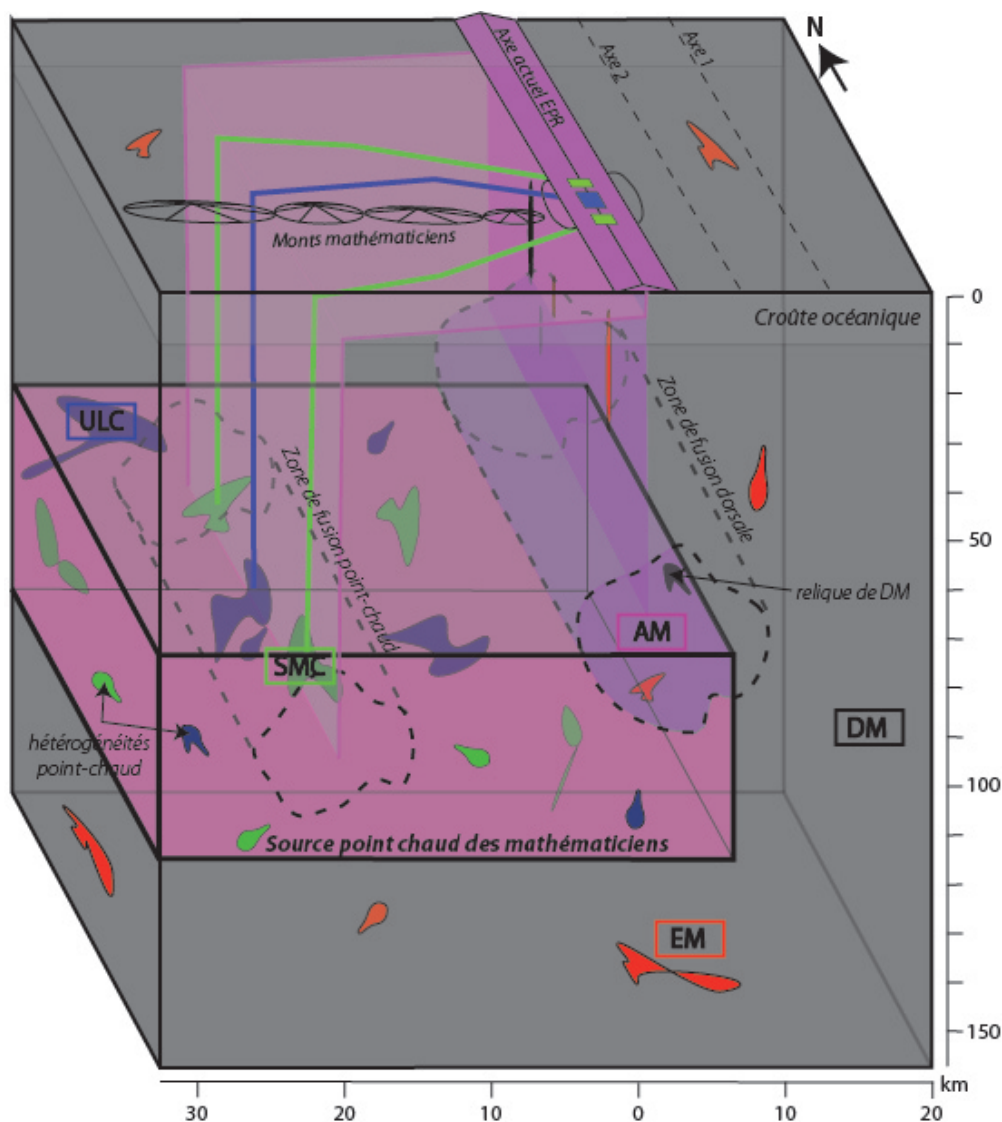 N
Axe 1
Axe 2
Axe actuel EPR
Monts mathématiciens
0
Croûte océanique
ULC
Zone de fusion point-chaud
Zone de fusion dorsale
50
relique de DM
AM
SMC
DM
hétérogénéités
point-chaud
100
Source point chaud des mathématiciens
EM
150
km
30
20
10
0
10
20